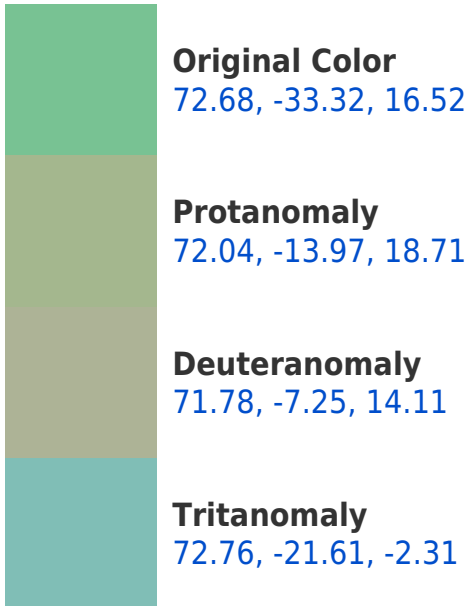 Original Color
72.68, -33.32, 16.52
Protanomaly
72.04, -13.97, 18.71
Deuteranomaly
71.78, -7.25, 14.11
Tritanomaly
72.76, -21.61, -2.31